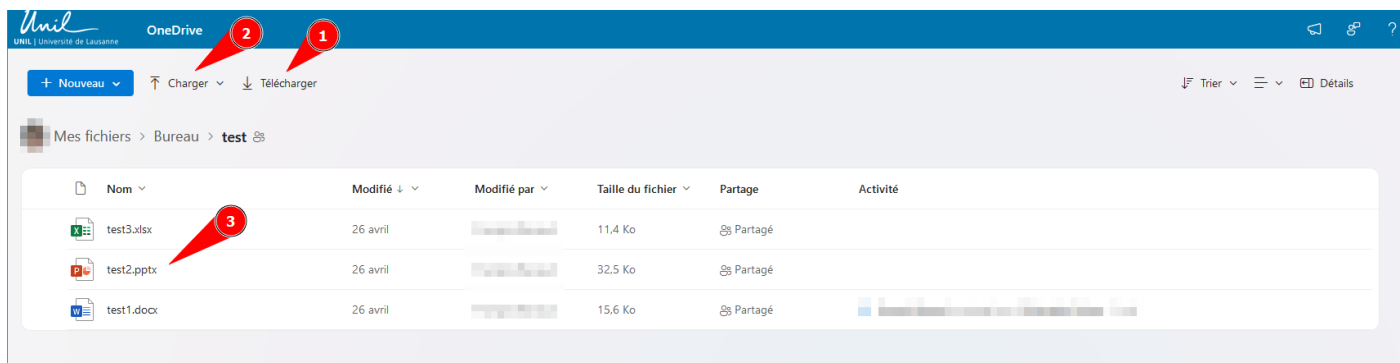 Unil
UNIL | Université de Lausanne
OneDrive
2
1
?
+ Nouveau
Charger
Télécharger
Trier
Détails
Mes fichiers > Bureau > test
Nom
Modifié ↓
Modifié par
Taille du fichier
Partage
Activité
3
test3.xlsx 26 avril 11,4 Ko Partagé
test2.pptx 26 avril 32,5 Ko Partagé
test1.docx 26 avril 15,6 Ko Partagé